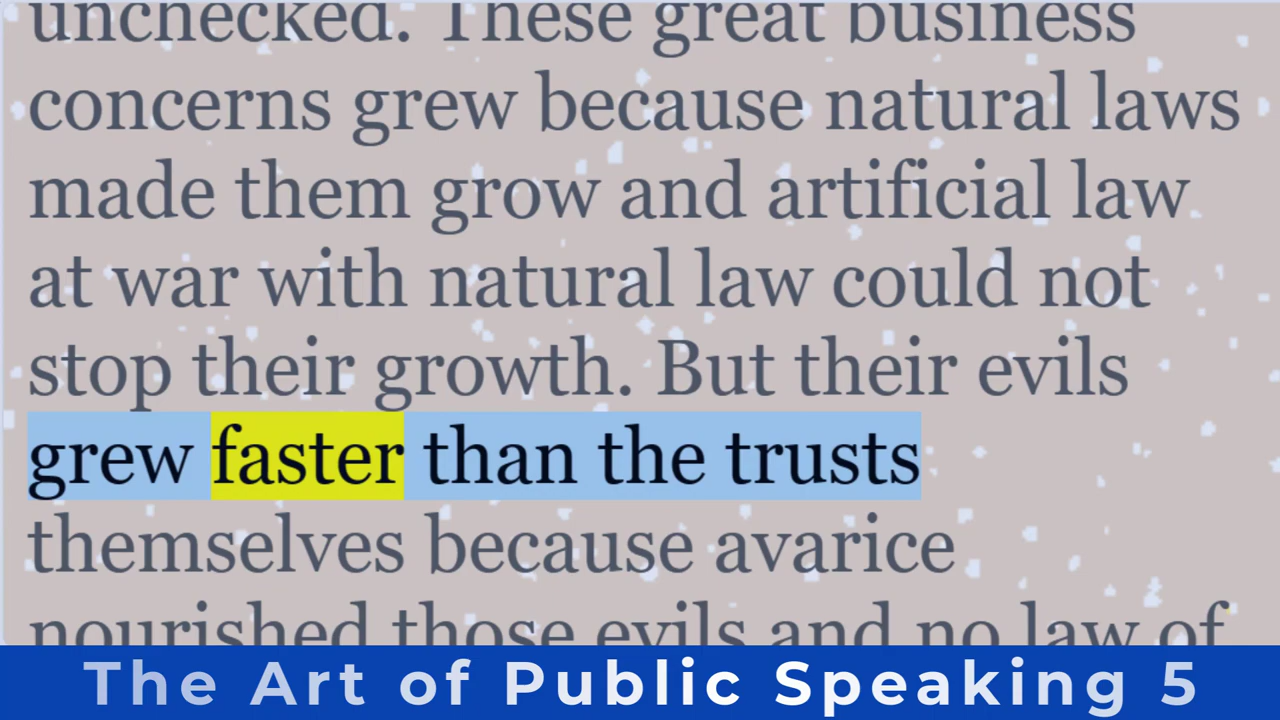 unchecked. These great business
concerns grew because natural laws
made them grow and artificial law
at war with natural law could not
stop their growth. But their evils
grew faster than the trusts
themselves because avarice
nourished those evils and no law of
The Art of Public Speaking 5